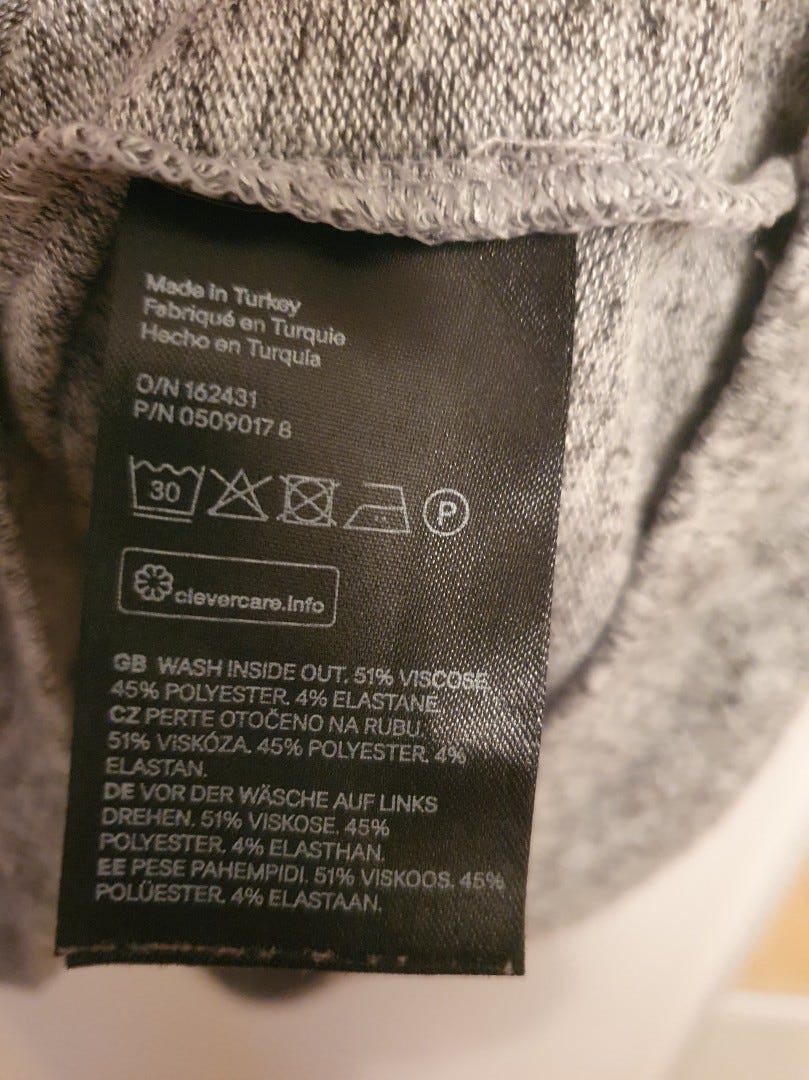 Made in Turkey
Fabriqué en Turquie
Hecho en Turquía
O/N 162431
P/N 0509017 8
30
P
clevercare.info
GB WASH INSIDE OUT. 51% VISCOSE.
45% POLYESTER. 4% ELASTANE.
CZ PERTE OTOČENO NA RUBU.
51% VISKÓZA. 45% POLYESTER. 4%
ELASTAN.
DE VOR DER WÄSCHE AUF LINKS
DREHEN. 51% VISKOSE. 45%
POLYESTER. 4% ELASTHAN.
EE PESE PAHEMPIDI. 51% VISKOOS. 45%
POLÜESTER. 4% ELASTAAN.